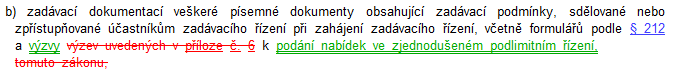 b) zadávací dokumentací veškeré písemné dokumenty obsahující zadávací podmínky, sdělované nebo
zpřístupňované účastníkům zadávacího řízení při zahájení zadávacího řízení, včetně formulářů podle § 212
a výzvy výzev uvedených v příloze č. 6 k podání nabídek ve zjednodušeném podlimitním řízení,
tomuto zákonu,